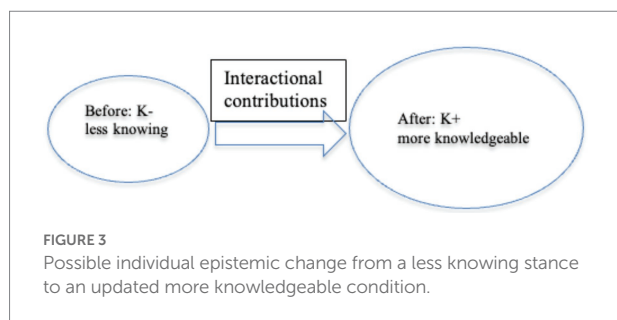 Interactional
contributions
Before: K-
less knowing
After: K+
more knowledgeable
FIGURE 3
Possible individual epistemic change from a less knowing stance
to an updated more knowledgeable condition.